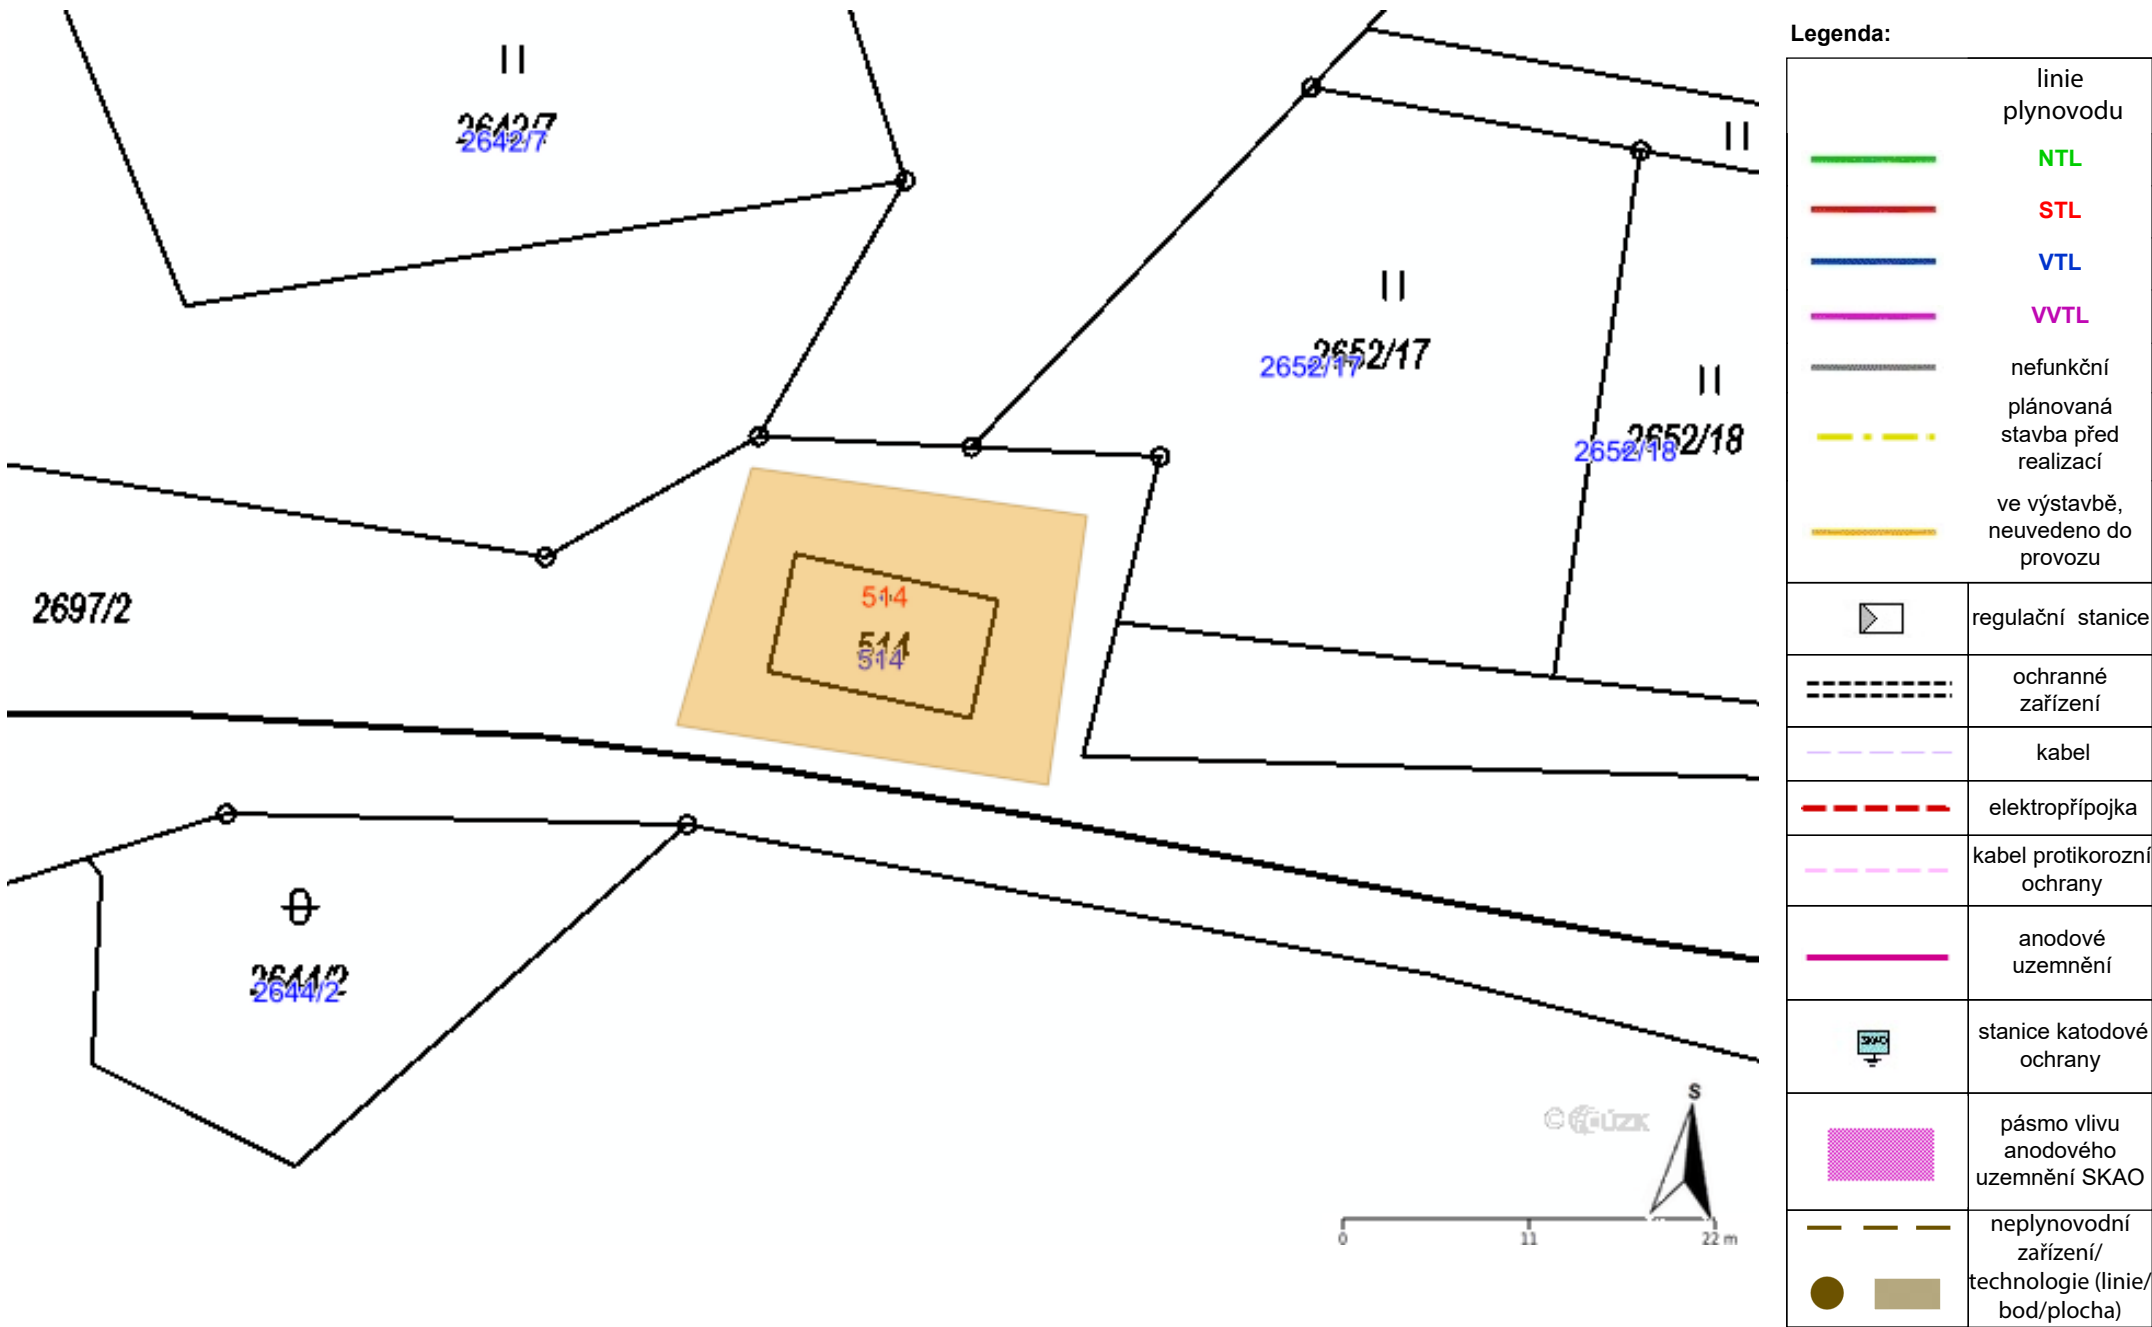 Legenda:
linie
plynovodu
NTL
STL
VTL
VVTL
nefunkční
plánovaná
stavba před
realizací
ve výstavbě,
neuvedeno do
provozu
regulační stanice
ochranné
zařízení
kabel
elektropřípojka
kabel protikorozní
ochrany
anodové
uzemnění
SKAO
stanice katodové
ochrany
pásmo vlivu
anodového
uzemnění SKAO
neplynovodní
zařízení/
technologie (linie/
bod/plocha)
2642/7
2642/7
2652/17
2652/17
2652/18
2652/18
2697/2
514
514
514
2644/2
2644/2
© ČÚZK
S
0 11 22 m